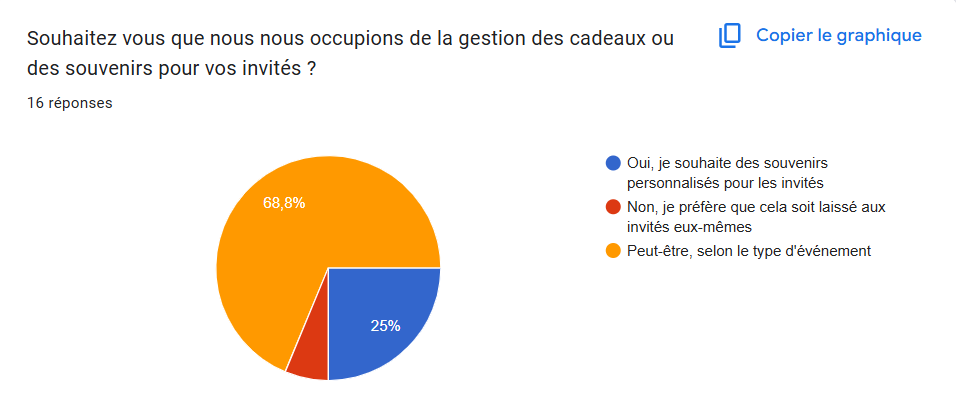 Souhaitez vous que nous nous occupions de la gestion des cadeaux ou
des souvenirs pour vos invités ?
Copier le graphique
16 réponses
68,8%
25%
Oui, je souhaite des souvenirs
personnalisés pour les invités
Non, je préfère que cela soit laissé aux
invités eux-mêmes
Peut-être, selon le type d'événement